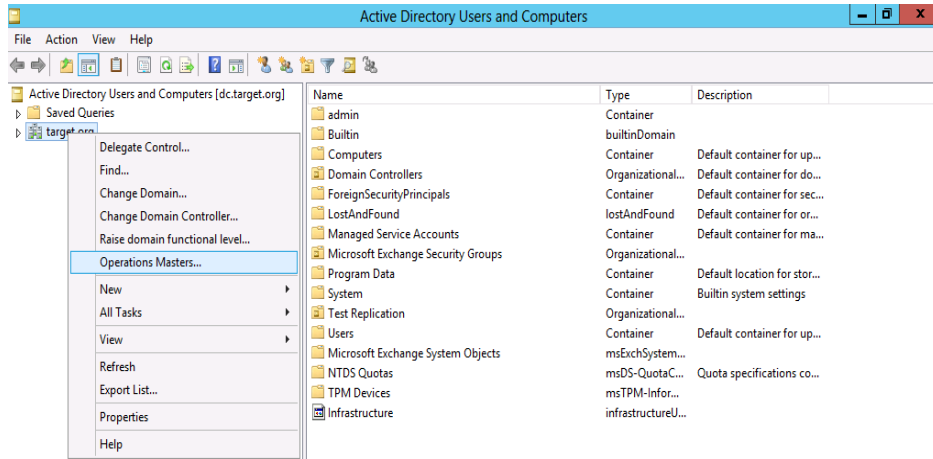 Active Directory Users and Computers
File Action View Help
Active Directory Users and Computers [dc.target.org]
Saved Queries
target.org
Delegate Control...
Find...
Change Domain...
Change Domain Controller...
Raise domain functional level...
Operations Masters...
New
All Tasks
View
Refresh
Export List...
Properties
Help
Name Type Description
admin Container
Builtin builtinDomain
Computers Container Default container for up...
Domain Controllers Organizational... Default container for do...
ForeignSecurityPrincipals Container Default container for sec...
LostAndFound lostAndFound Default container for or...
Managed Service Accounts Container Default container for ma...
Microsoft Exchange Security Groups Organizational...
Program Data Container Default location for stor...
System Container Builtin system settings
Test Replication Organizational...
Users Container Default container for up...
Microsoft Exchange System Objects msExchSystem...
NTDS Quotas msDS-QuotaC... Quota specifications co...
TPM Devices msTPM-Infor...
Infrastructure infrastructureU...